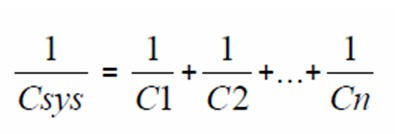 1/Csys = 1/C1 + 1/C2 +...+ 1/Cn